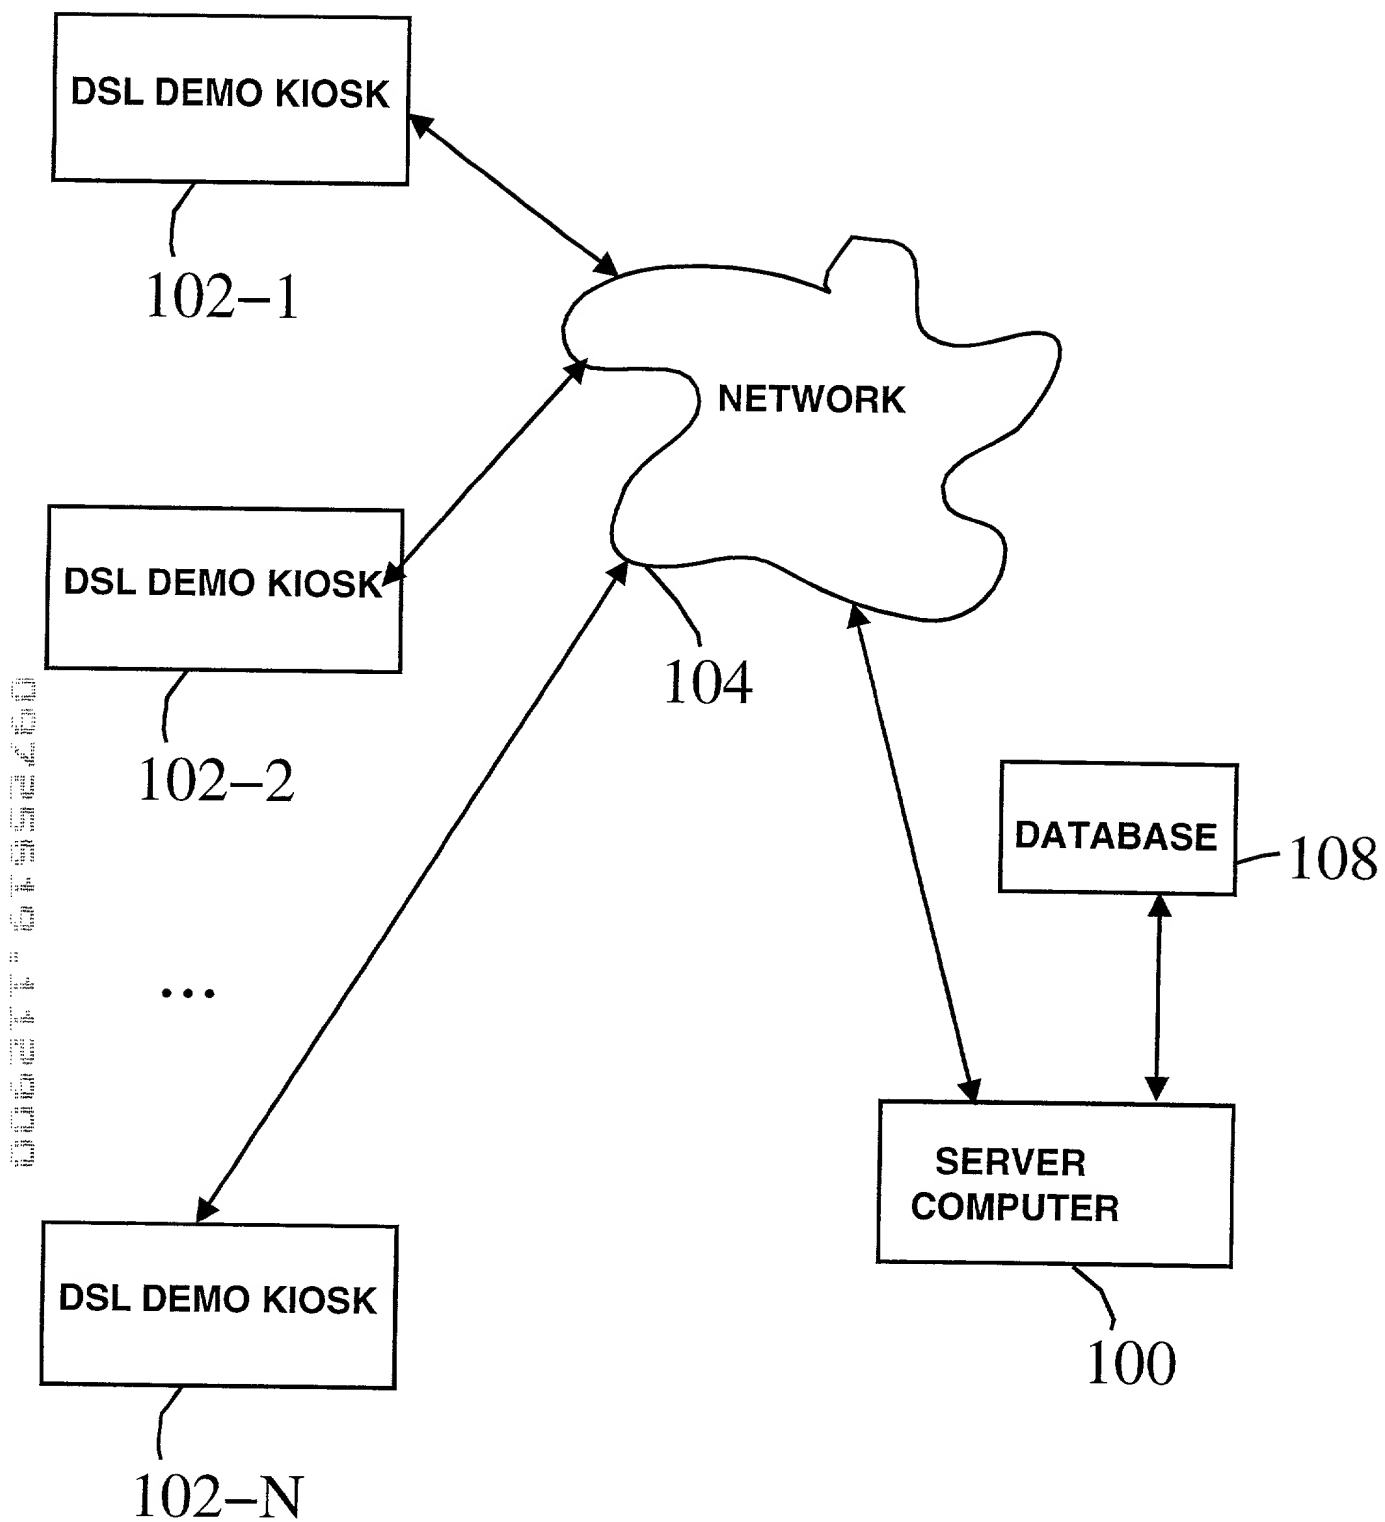 DSL DEMO KIOSK
102-1
NETWORK
DSL DEMO KIOSK
104
102-2
DATABASE
108
...
SERVER
COMPUTER
100
DSL DEMO KIOSK
102-N